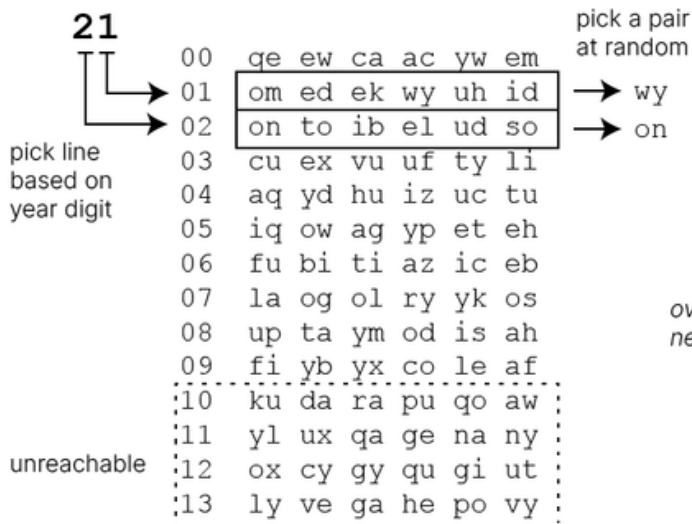 21
pick a pair
at random
00 qe ew ca ac yw em
01 om ed ek wy uh id
wy
02 on to ib el ud so
on
pick line
based on
year digit
03 cu ex vu uf ty li
04 aq yd hu iz uc tu
05 iq ow ag yp et eh
06 fu bi ti az ic eb
07 la og ol ry yk os
ov
08 up ta ym od is ah
ne
09 fi yb yx co le af
10 ku da ra pu qo aw
11 yl ux qa ge na ny
unreachable
12 ox cy gy qu gi ut
13 ly ve ga he po vy